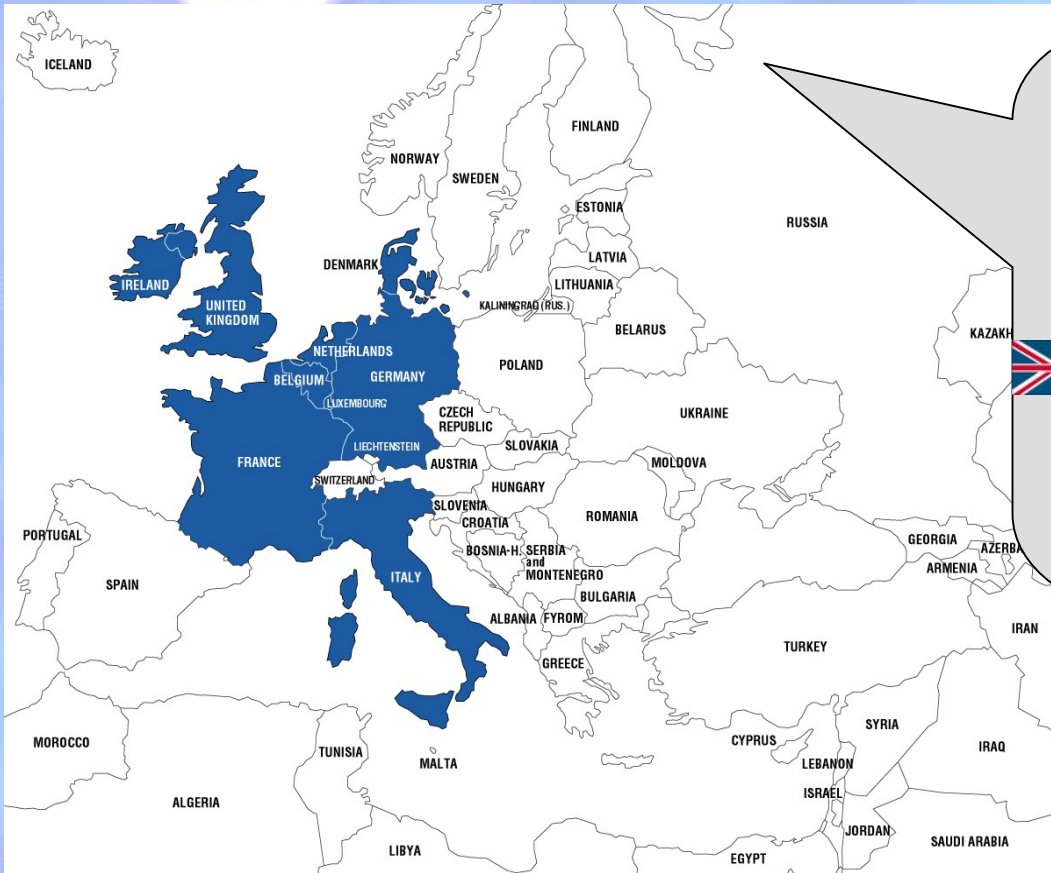 ICELAND
FINLAND
NORWAY
SWEDEN
ESTONIA
RUSSIA
LATVIA
DENMARK
LITHUANIA
IRELAND
UNITED
KINGDOM
KALININGRAD (RUS.)
BELARUS
KAZAKH
NETHERLANDS
POLAND
BELGIUM
GERMANY
LUXEMBOURG
CZECH
REPUBLIC
UKRAINE
SLOVAKIA
LIECHTENSTEIN
FRANCE
AUSTRIA
MOLDOVA
SWITZERLAND
HUNGARY
SLOVENIA
ROMANIA
CROATIA
PORTUGAL
GEORGIA
AZERBA
BOSNIA-H.
SERBIA
and
MONTENEGRO
ARMENIA
SPAIN
ITALY
BULGARIA
ALBANIA
FYROM
IRAN
TURKEY
GREECE
SYRIA
MOROCCO
CYPRUS
IRAQ
TUNISIA
MALTA
LEBANON
ISRAEL
ALGERIA
JORDAN
SAUDI ARABIA
LIBYA
EGYPT